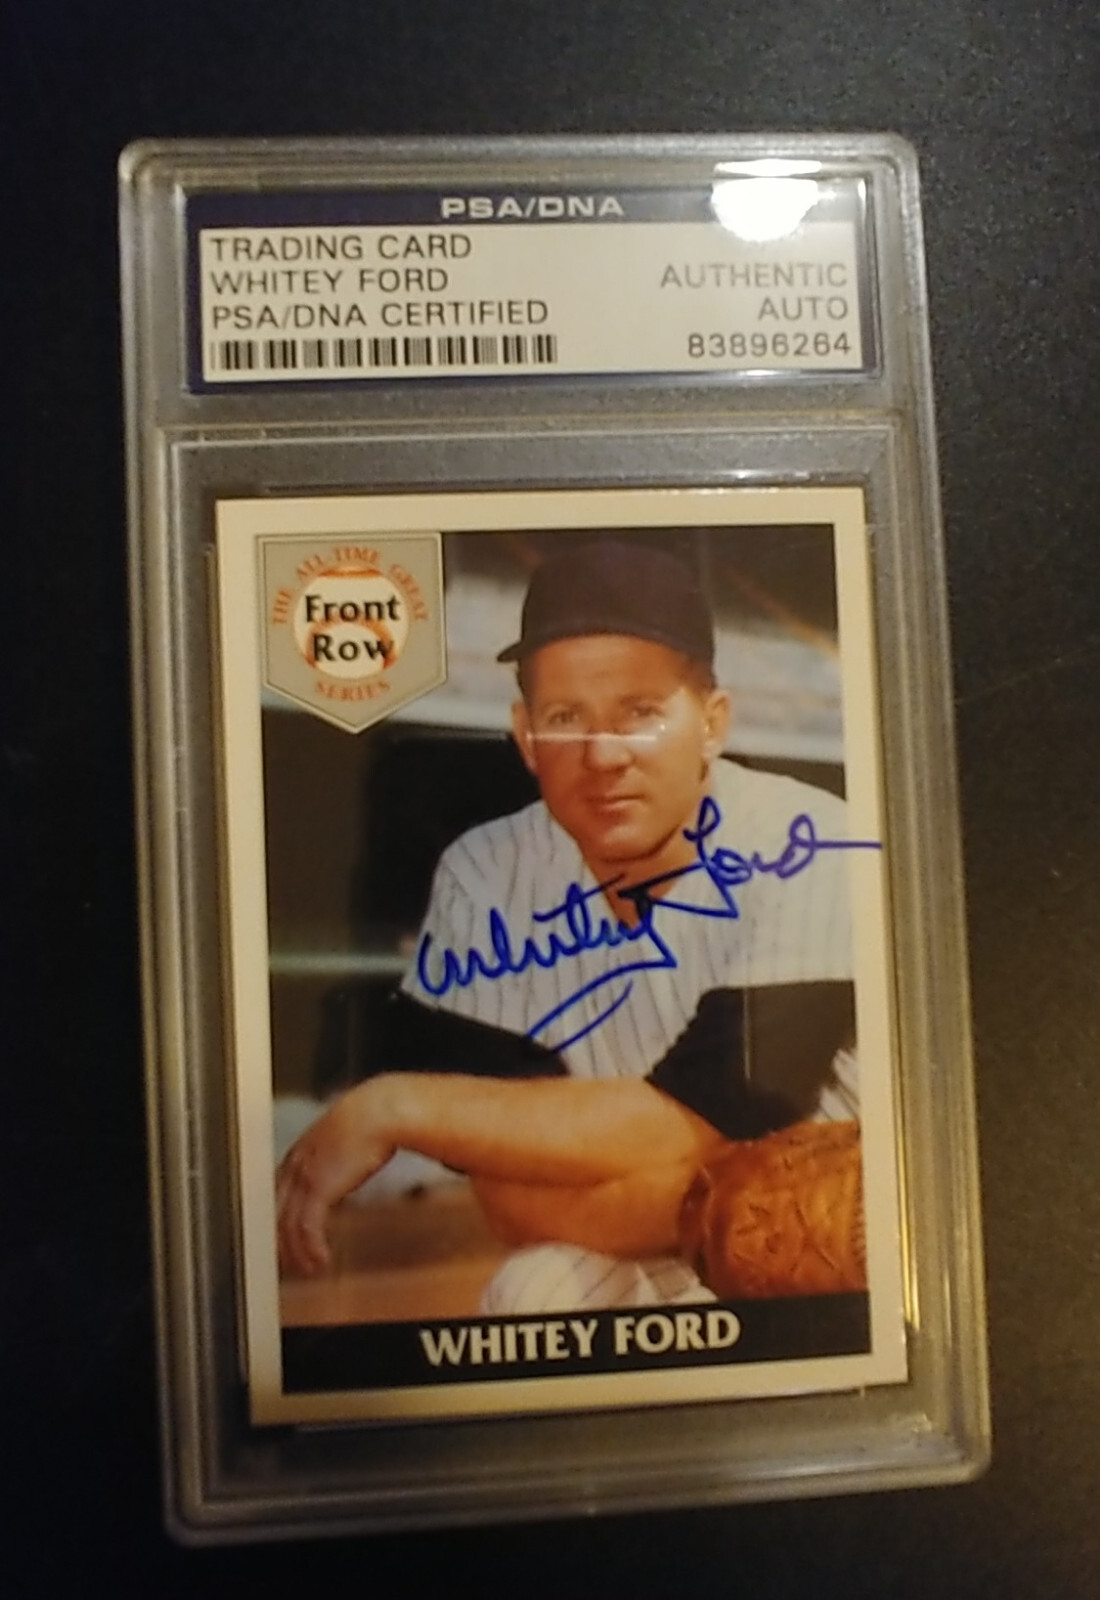 PSA/DNA
TRADING CARD
WHITEY FORD
PSA/DNA CERTIFIED
AUTHENTIC
AUTO
83896264
THE ALL-TIME GREAT
Front
Row
SERIES
Whitey Ford
WHITEY FORD